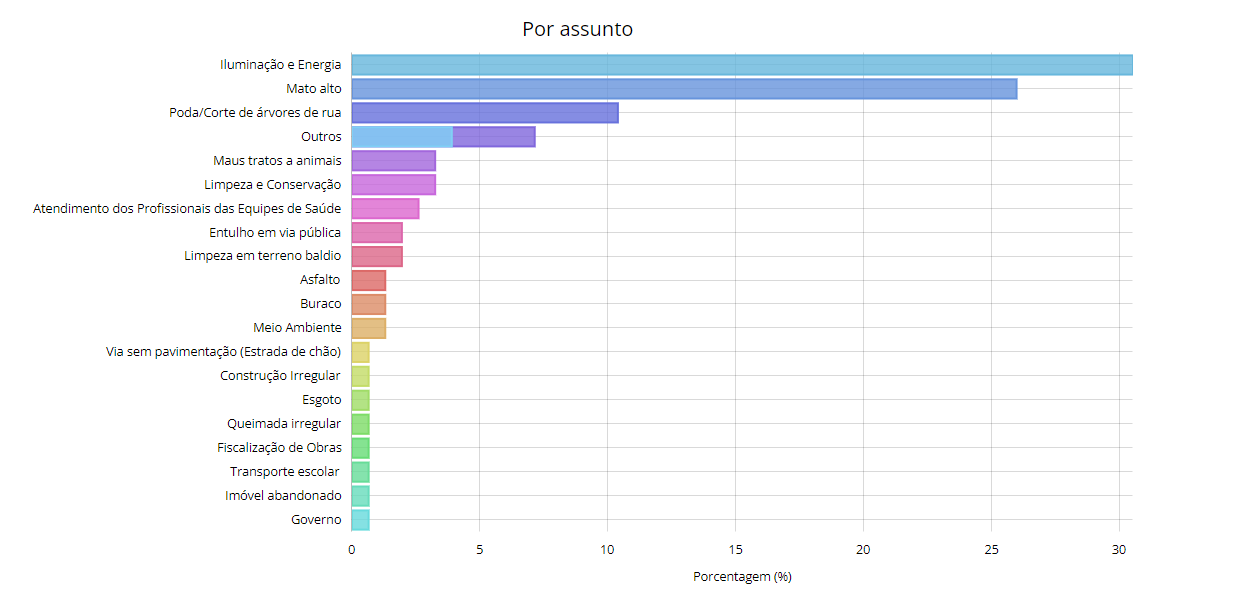 Por assunto
Iluminação e Energia
Mato alto
Poda/Corte de árvores de rua
Outros
Maus tratos a animais
Limpeza e Conservação
Atendimento dos Profissionais das Equipes de Saúde
Entulho em via pública
Limpeza em terreno baldio
Asfalto
Buraco
Meio Ambiente
Via sem pavimentação (Estrada de chão)
Construção Irregular
Esgoto
Queimada irregular
Fiscalização de Obras
Transporte escolar
Imóvel abandonado
Governo
0 5 10 15 20 25 30
Porcentagem (%)